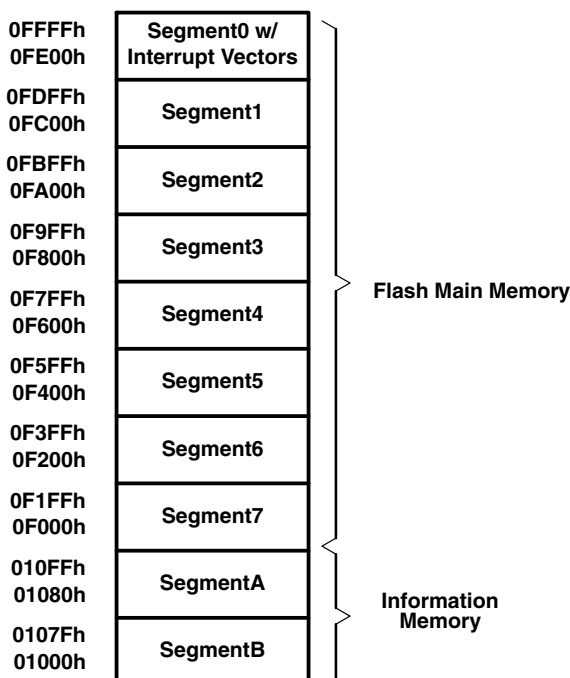 0FFFFh
0FE00h
Segment0 w/
Interrupt Vectors
0FDFFh
0FC00h
Segment1
0FBFFh
0FA00h
Segment2
0F9FFh
0F800h
Segment3
0F7FFh
0F600h
Segment4
0F5FFh
0F400h
Segment5
0F3FFh
0F200h
Segment6
0F1FFh
0F000h
Segment7
Flash Main Memory
010FFh
01080h
SegmentA
0107Fh
01000h
SegmentB
Information
Memory